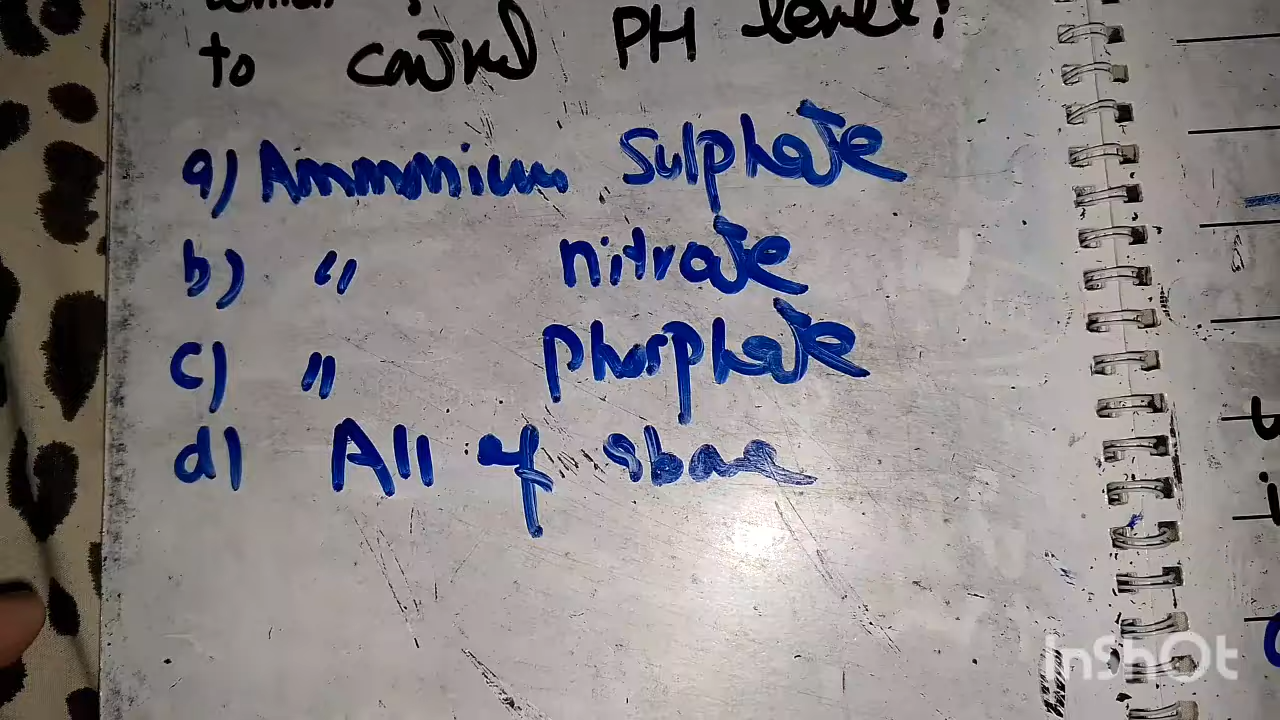 to control PH level?
a) Ammonium Sulphate
b) " nitrate
c) " phosphate
d) All of above
InShOt